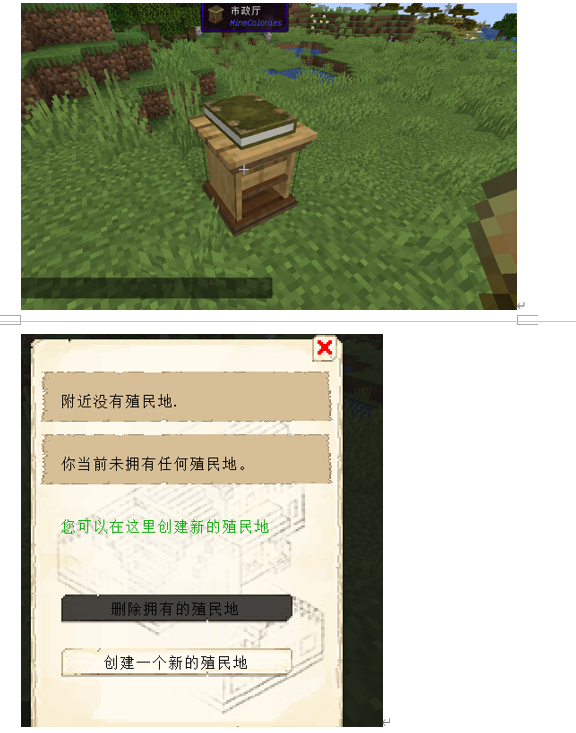 市政厅
MineColonies
附近没有殖民地.
你当前未拥有任何殖民地。
您可以在这里创建新的殖民地
删除拥有的殖民地
创建一个新的殖民地